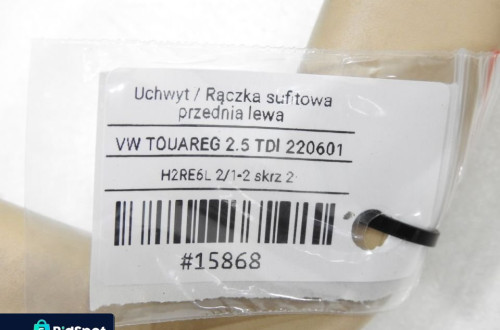 Uchwyt / Rączka sufitowa
przednia lewa
VW TOUAREG 2.5 TDI 220601
H2RE6L 2/1-2 skrz 2
#15868